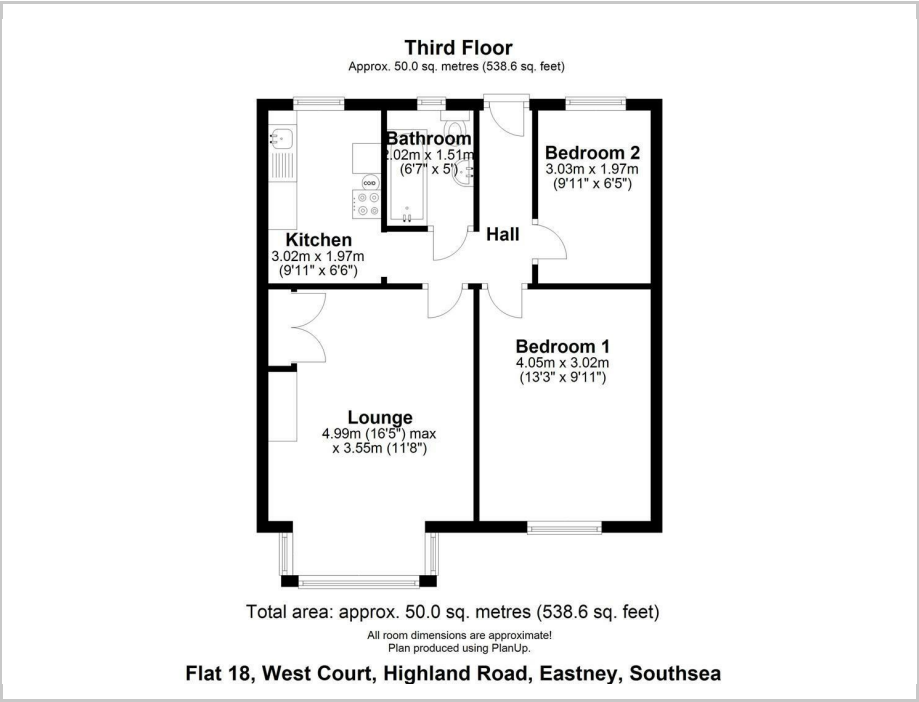 Third Floor
Approx. 50.0 sq. metres (538.6 sq. feet)
Bathroom
2.02m x 1.51m
(6'7" x 5')
Bedroom 2
3.03m x 1.97m
(9'11" x 6'5")
Hall
Kitchen
3.02m x 1.97m
(9'11" x 6'6")
Bedroom 1
4.05m x 3.02m
(13'3" x 9'11")
Lounge
4.99m (16'5") max
x 3.55m (11'8")
Total area: approx. 50.0 sq. metres (538.6 sq. feet)
All room dimensions are approximate!
Plan produced using PlanUp.
Flat 18, West Court, Highland Road, Eastney, Southsea